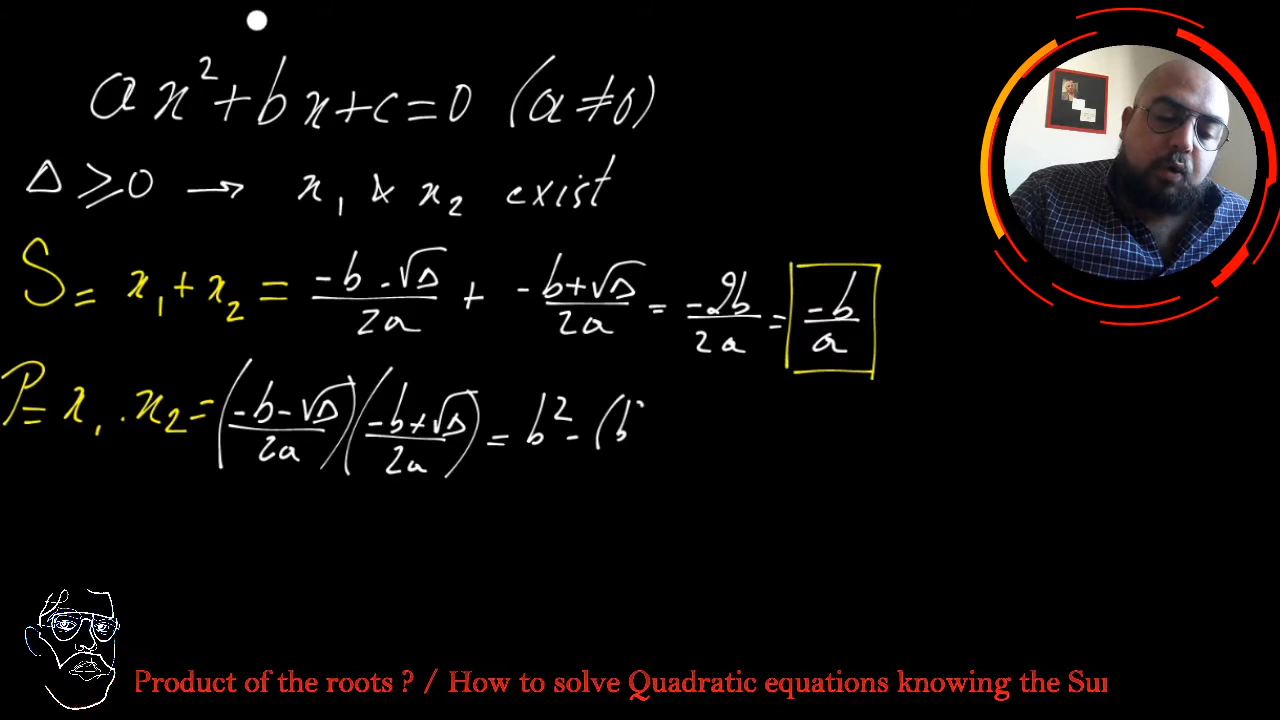 ax² + bx + c = 0 (a ≠ 0)
Δ ≥ 0 → x₁ & x₂ exist
S = x₁ + x₂ = (-b - √Δ)/2a + (-b + √Δ)/2a = -2b/2a = -b/a
P = x₁ . x₂ = ((-b - √Δ)/2a)((-b + √Δ)/2a) = b² - (b
Product of the roots ? / How to solve Quadratic equations knowing the Sum